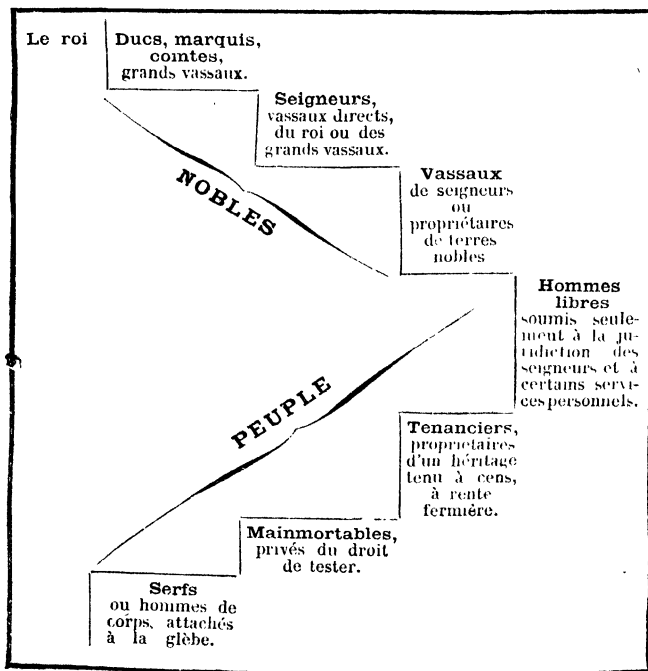 Le roi
Ducs, marquis,
comtes,
grands vassaux.
Seigneurs,
vassaux directs,
du roi ou des
grands vassaux.
Vassaux
de seigneurs
ou
propriétaires
de terres
nobles
NOBLES
Hommes
libres
soumis seule-
ment à la ju-
ridiction des
seigneurs et à
certains servi-
ces personnels.
PEUPLE
Tenanciers,
propriétaires
d'un héritage
tenu à cens,
à rente
fermière.
Mainmortables,
privés du droit
de tester.
Serfs
ou hommes de
corps, attachés
à la glèbe.